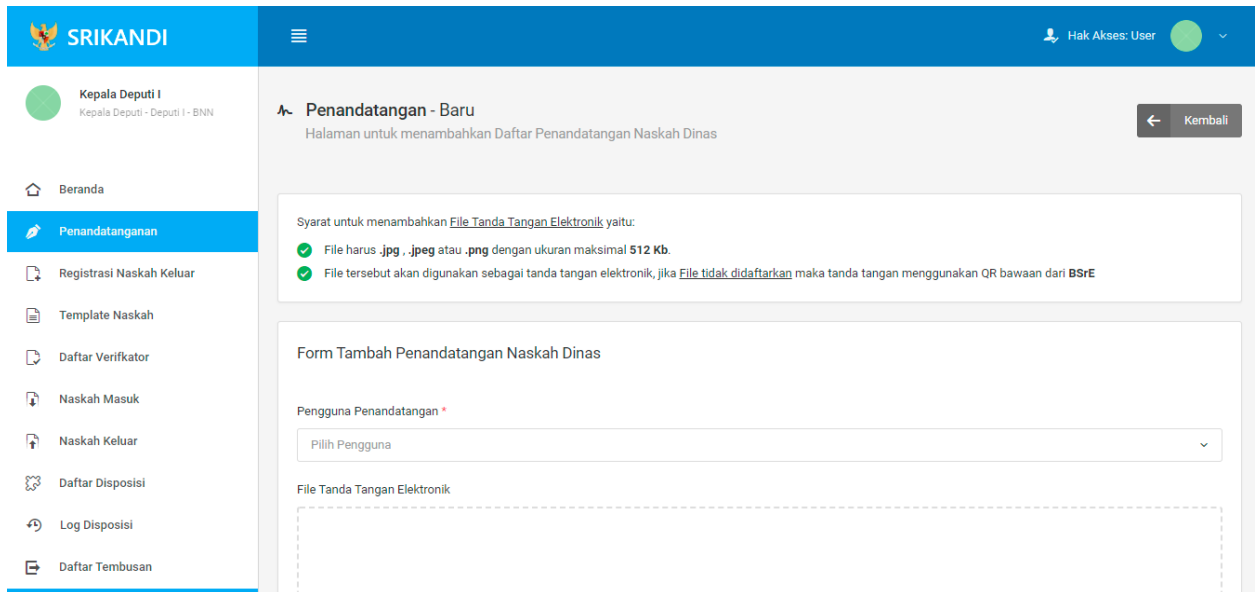 SRIKANDI
Hak Akses: User
Kepala Deputi I
Kepala Deputi - Deputi I - BNN
Penandatangan - Baru
Halaman untuk menambahkan Daftar Penandatangan Naskah Dinas
Kembali
Beranda
Penandatanganan
Registrasi Naskah Keluar
Template Naskah
Daftar Verifkator
Naskah Masuk
Naskah Keluar
Daftar Disposisi
Log Disposisi
Daftar Tembusan
Syarat untuk menambahkan File Tanda Tangan Elektronik yaitu:
File harus .jpg , .jpeg atau .png dengan ukuran maksimal 512 Kb.
File tersebut akan digunakan sebagai tanda tangan elektronik, jika File tidak didaftarkan maka tanda tangan menggunakan QR bawaan dari BSrE
Form Tambah Penandatangan Naskah Dinas
Pengguna Penandatangan *
Pilih Pengguna
File Tanda Tangan Elektronik